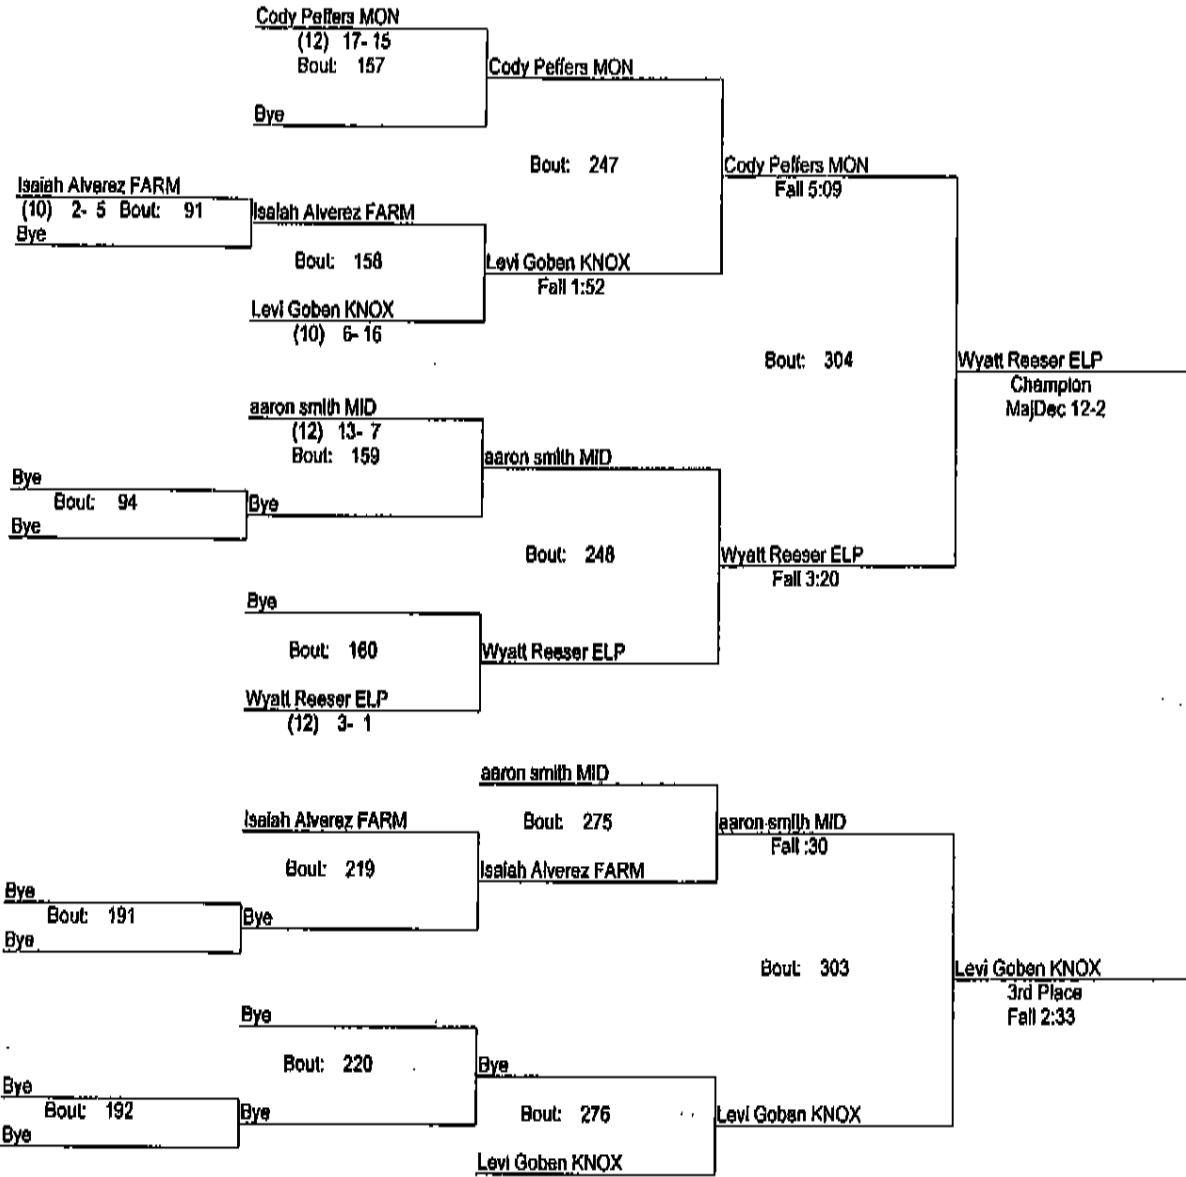 Cody Peffers MON
(12) 17- 15
Bout: 157
Cody Peffers MON
Bye
Bout: 247
Cody Peffers MON
Fall 5:09
Isaiah Alverez FARM
(10) 2- 5 Bout: 91
Bye
Isaiah Alverez FARM
Bout: 158
Levi Goben KNOX
Fall 1:52
Levi Goben KNOX
(10) 6- 16
Bout: 304
Wyatt Reeser ELP
Champion
MajDec 12-2
aaron smith MID
(12) 13- 7
Bout: 159
aaron smith MID
Bye
Bout: 94
Bye
Bye
Bout: 248
Wyatt Reeser ELP
Fall 3:20
Bye
Bout: 160
Wyatt Reeser ELP
Wyatt Reeser ELP
(12) 3- 1
aaron smith MID
Isaiah Alverez FARM
Bout: 275
aaron smith MID
Fall :30
Bout: 219
Isaiah Alverez FARM
Bye
Bout: 191
Bye
Bye
Bout: 303
Levi Goben KNOX
3rd Place
Fall 2:33
Bye
Bout: 220
Bye
Bye
Bout: 192
Bye
Bye
Bout: 276
Levi Goben KNOX
Levi Goben KNOX